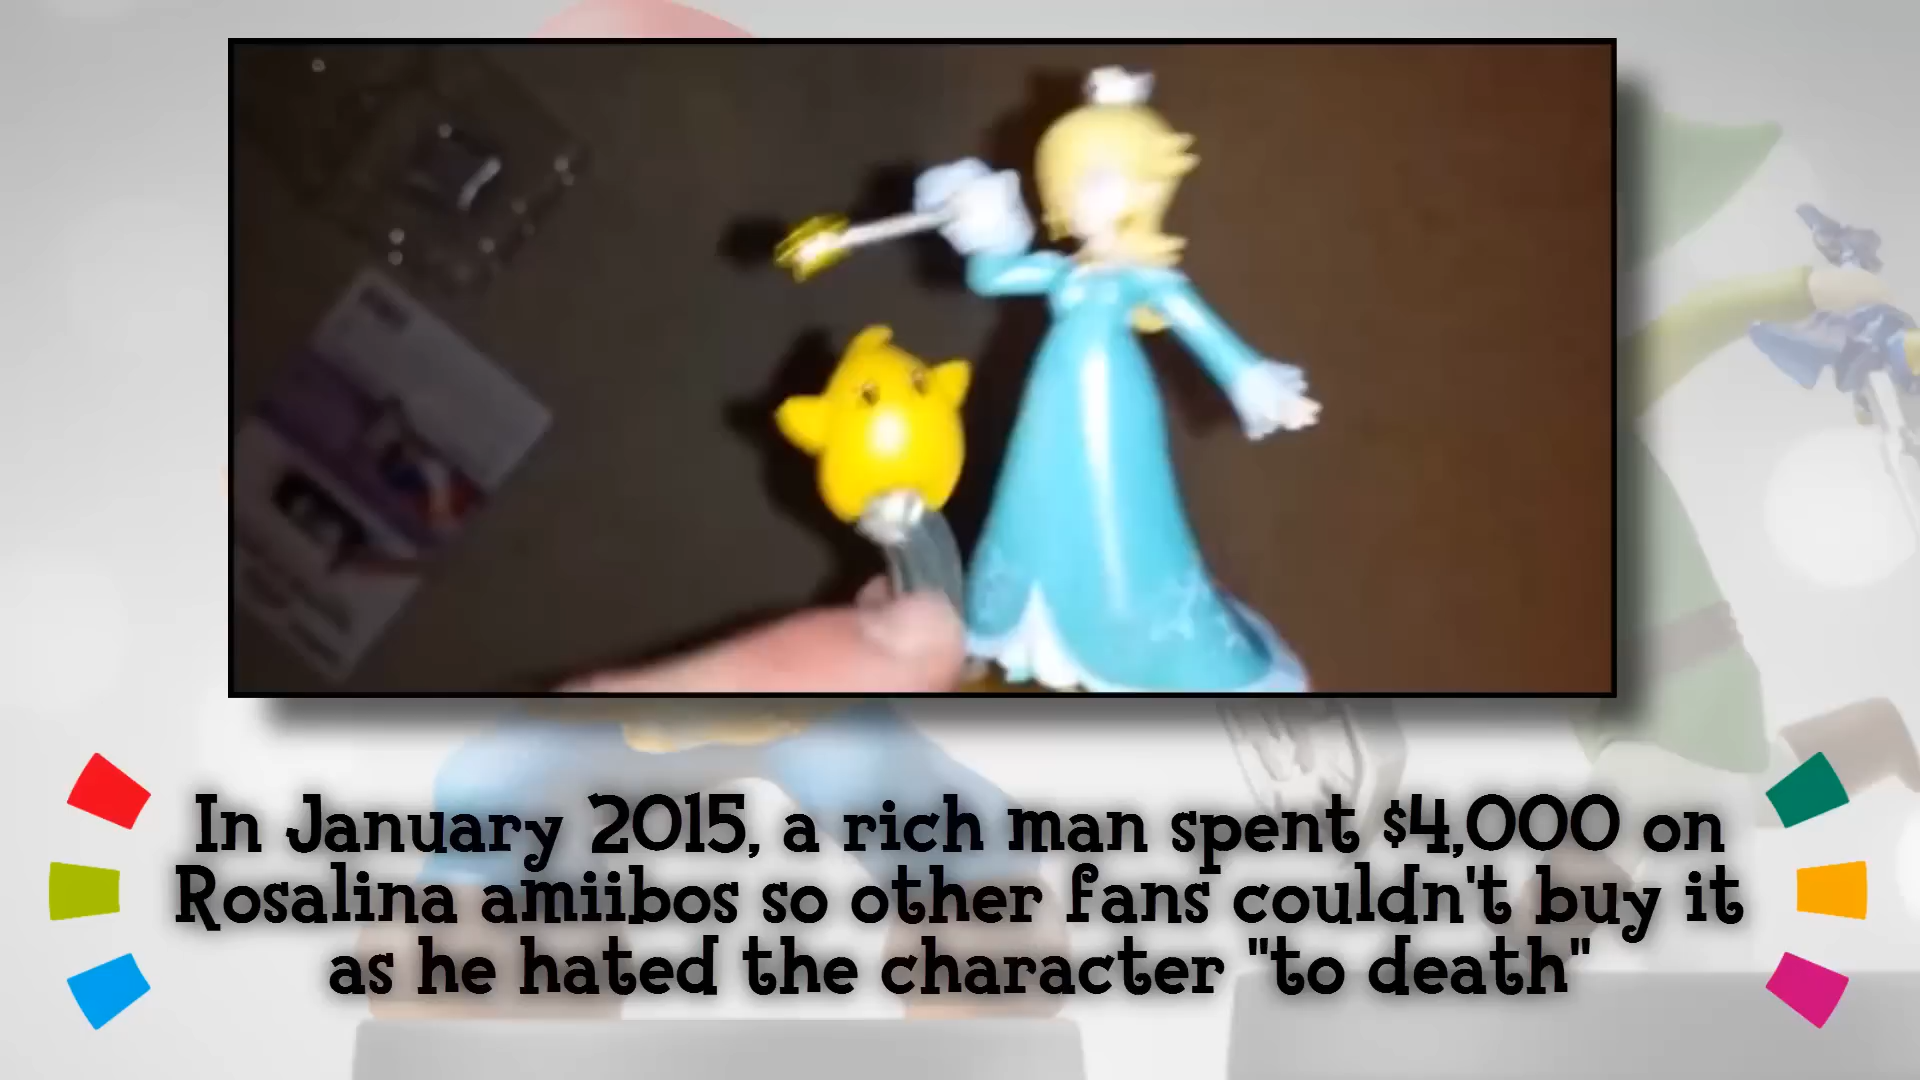 In January 2015, a rich man spent $4,000 on
Rosalina amiibos so other fans couldn't buy it
as he hated the character "to death"